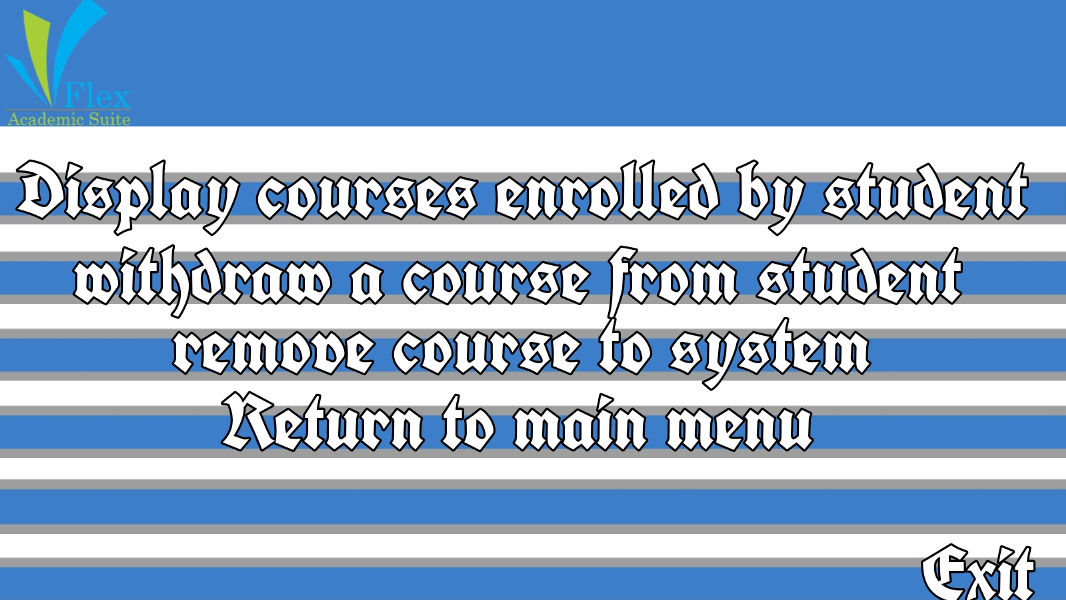 Flex
Academic Suite
Display courses enrolled by student
withdraw a course from student
remove course to system
Return to main menu
Exit